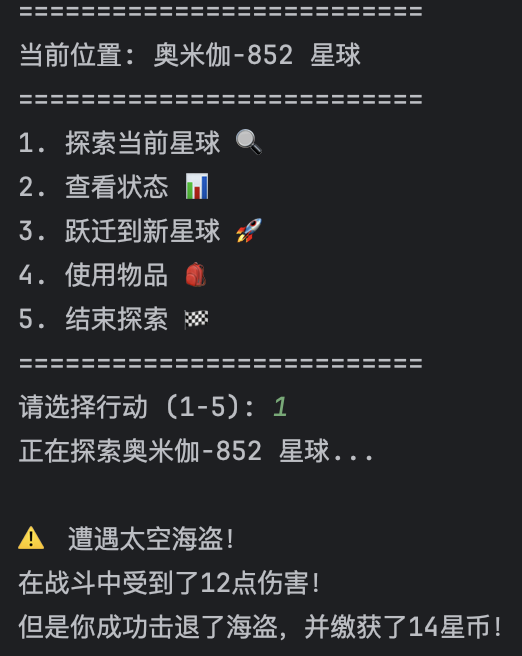 ==========================
当前位置: 奥米伽-852 星球
==========================
1. 探索当前星球 🔍
2. 查看状态 📊
3. 跃迁到新星球 🚀
4. 使用物品 🎒
5. 结束探索 🏁
==========================
请选择行动 (1-5): 1
正在探索奥米伽-852 星球...
⚠️ 遭遇太空海盗!
在战斗中受到了12点伤害!
但是你成功击退了海盗，并缴获了14星币!